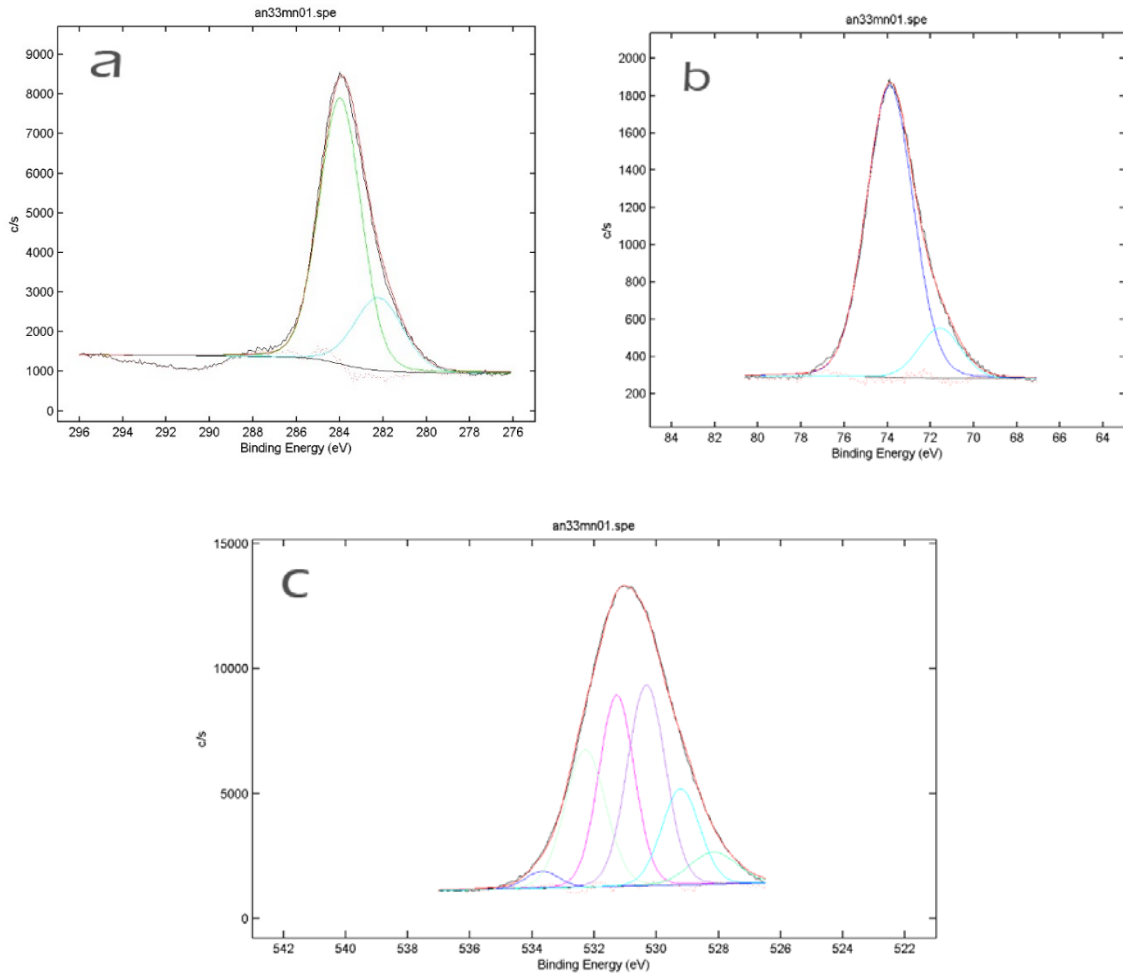 an33mn01.spe
a
9000
8000
7000
6000
5000
4000
3000
2000
1000
0
c/s
296 294 292 290 288 286 284 282 280 278 276
Binding Energy (eV)
an33mn01.spe
b
2000
1800
1600
1400
1200
1000
800
600
400
200
c/s
84 82 80 78 76 74 72 70 68 66 64
Binding Energy (eV)
an33mn01.spe
c
15000
10000
5000
0
c/s
542 540 538 536 534 532 530 528 526 524 522
Binding Energy (eV)